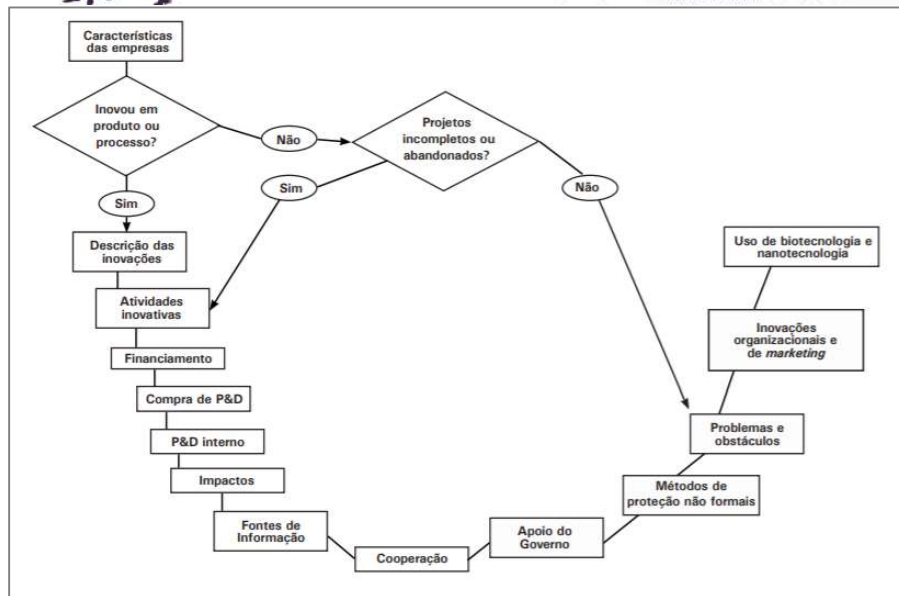 Características
das empresas
Inovou em
produto ou
processo?
Não
Projetos
incompletos ou
abandonados?
Sim
Sim
Não
Descrição das
inovações
Atividades
inovativas
Financiamento
Compra de P&D
P&D interno
Impactos
Fontes de
Informação
Cooperação
Apoio do
Governo
Métodos de
proteção não formais
Problemas e
obstáculos
Inovações
organizacionais e
de marketing
Uso de biotecnologia e
nanotecnologia